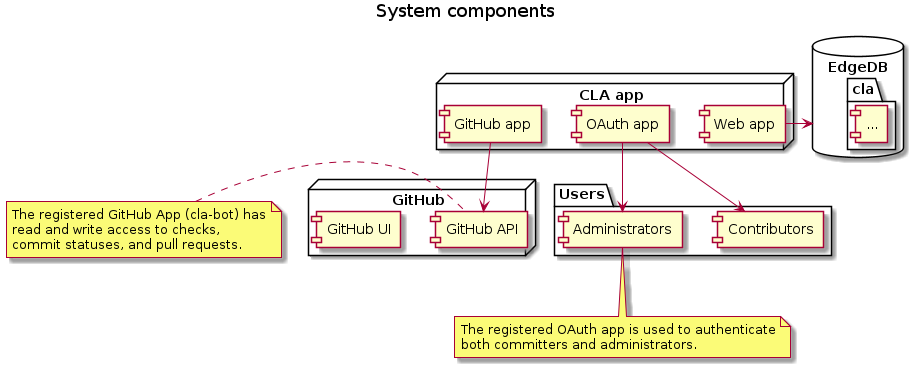 System components
EdgeDB
cla
...
CLA app
GitHub app
OAuth app
Web app
GitHub
GitHub UI
GitHub API
Users
Administrators
Contributors
The registered GitHub App (cla-bot) has
read and write access to checks,
commit statuses, and pull requests.
The registered OAuth app is used to authenticate
both committers and administrators.